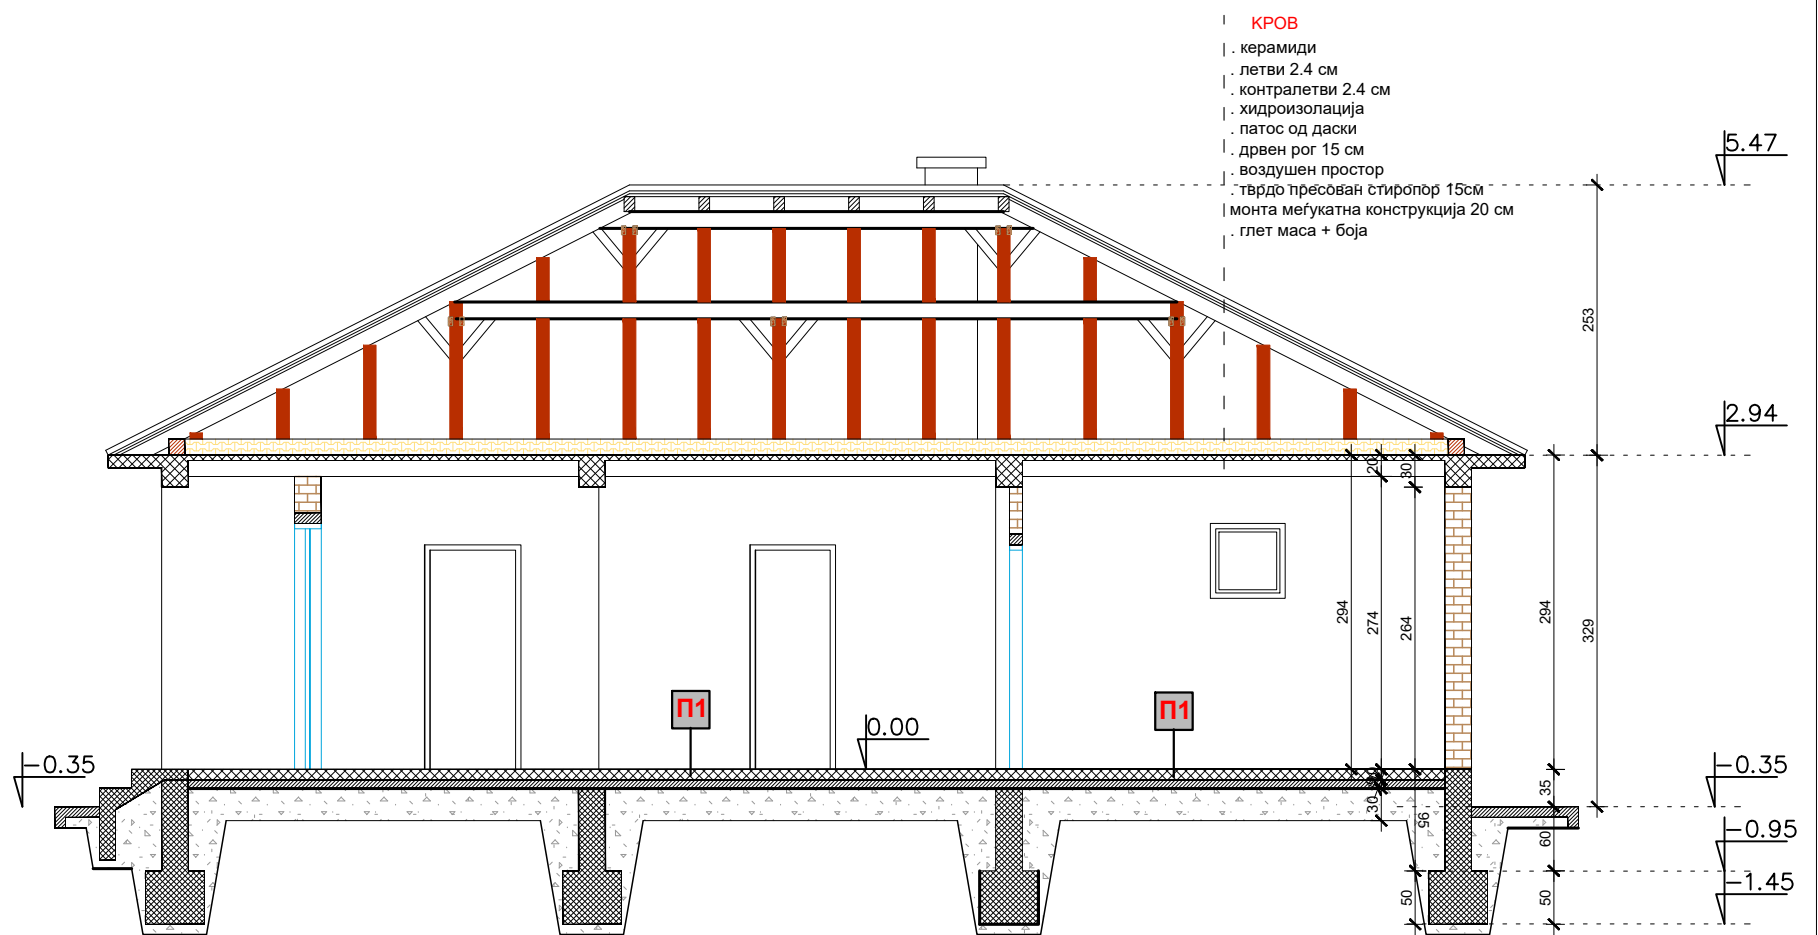 КРОВ
. керамиди
. летви 2.4 см
. контралетви 2.4 см
. хидроизолација
. патос од даски
. дрвен рог 15 см
. воздушен простор
. тврдо пресован стиропор 15см
монта меѓукатна конструкција 20 см
. глет маса + боја
5.47
253
2.94
20
30
294
274
264
294
329
П1
П1
0.00
−0.35
−0.35
35
30
95
60
−0.95
50
50
−1.45